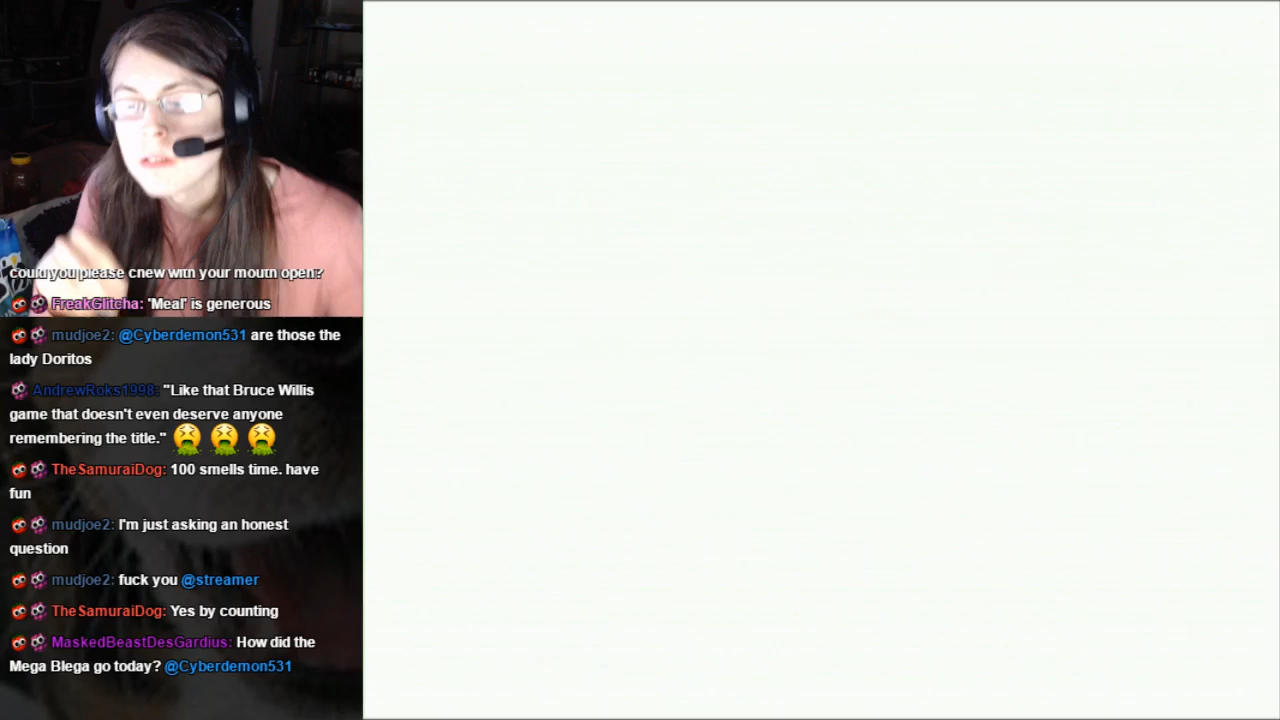 could you please chew with your mouth open?
FreakGlitcha: 'Meal' is generous
mudjoe2: @Cyberdemon531 are those the
lady Doritos
AndrewRoks1998: "Like that Bruce Willis
game that doesn't even deserve anyone
remembering the title."
TheSamuraiDog: 100 smells time. have
fun
mudjoe2: I'm just asking an honest
question
mudjoe2: fuck you @streamer
TheSamuraiDog: Yes by counting
MaskedBeastDesGardius: How did the
Mega Blega go today? @Cyberdemon531